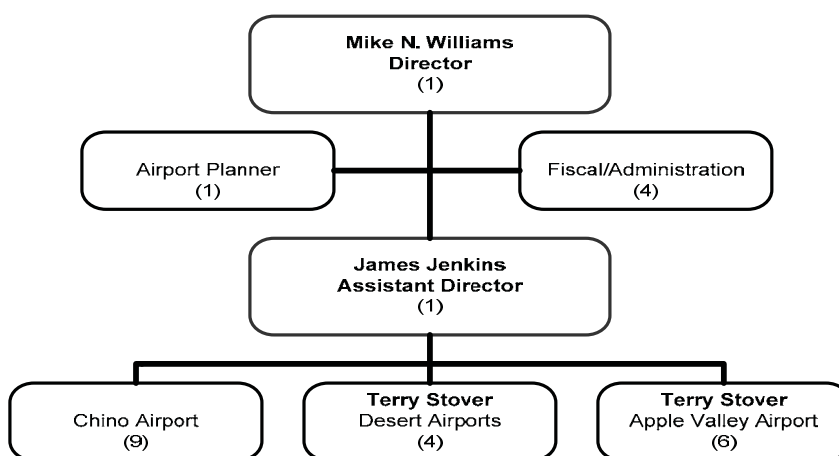 Mike N. Williams
Director
(1)
Airport Planner
(1)
Fiscal/Administration
(4)
James Jenkins
Assistant Director
(1)
Chino Airport
(9)
Terry Stover
Desert Airports
(4)
Terry Stover
Apple Valley Airport
(6)